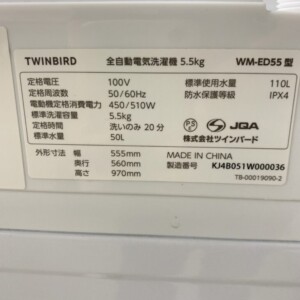 TWINBIRD 全自動電気洗濯機 5.5kg WM-ED55 型
定格電圧 100V 標準使用水量 110L
定格周波数 50/60Hz 防水保護等級 IPX4
電動機定格消費電力 450/510W
標準洗濯容量 5.5kg
定格時間 洗いのみ 20 分
標準水量 50L
PS E JQA
株式会社ツインバード
外形寸法 幅 555mm MADE IN CHINA
奥行 560mm 製造番号 KJ4B051W000036
高さ 970mm TB-00019090-2